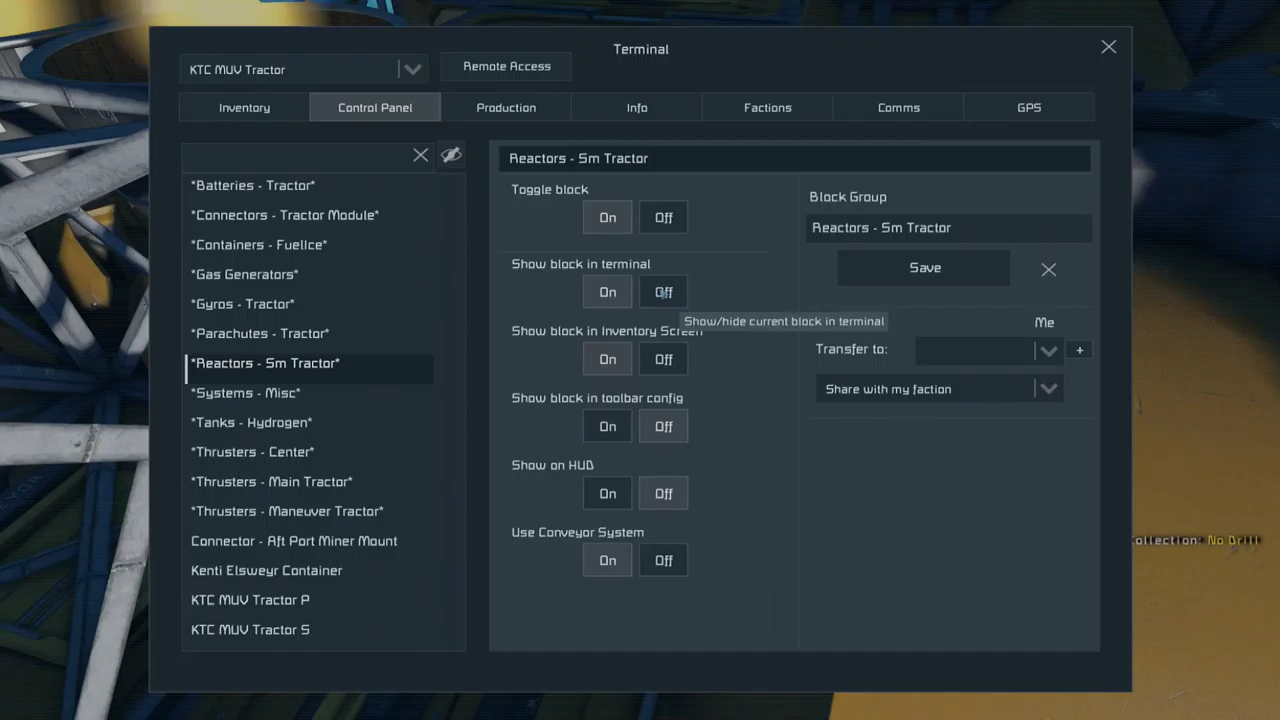 Terminal
KTC MUV Tractor
Remote Access
Inventory
Control Panel
Production
Info
Factions
Comms
GPS
*Batteries - Tractor*
*Connectors - Tractor Module*
*Containers - FuelIce*
*Gas Generators*
*Gyros - Tractor*
*Parachutes - Tractor*
*Reactors - Sm Tractor*
*Systems - Misc*
*Tanks - Hydrogen*
*Thrusters - Center*
*Thrusters - Main Tractor*
*Thrusters - Maneuver Tractor*
Connector - Aft Port Miner Mount
Kenti Elsweyr Container
KTC MUV Tractor P
KTC MUV Tractor S
Reactors - Sm Tractor
Toggle block
On Off
Show block in terminal
On Off
Show/hide current block in terminal
Show block in Inventory Screen
On Off
Show block in toolbar config
On Off
Show on HUD
On Off
Use Conveyor System
On Off
Block Group
Reactors - Sm Tractor
Save
Me
Transfer to:
+
Share with my faction
Collection: No Drill